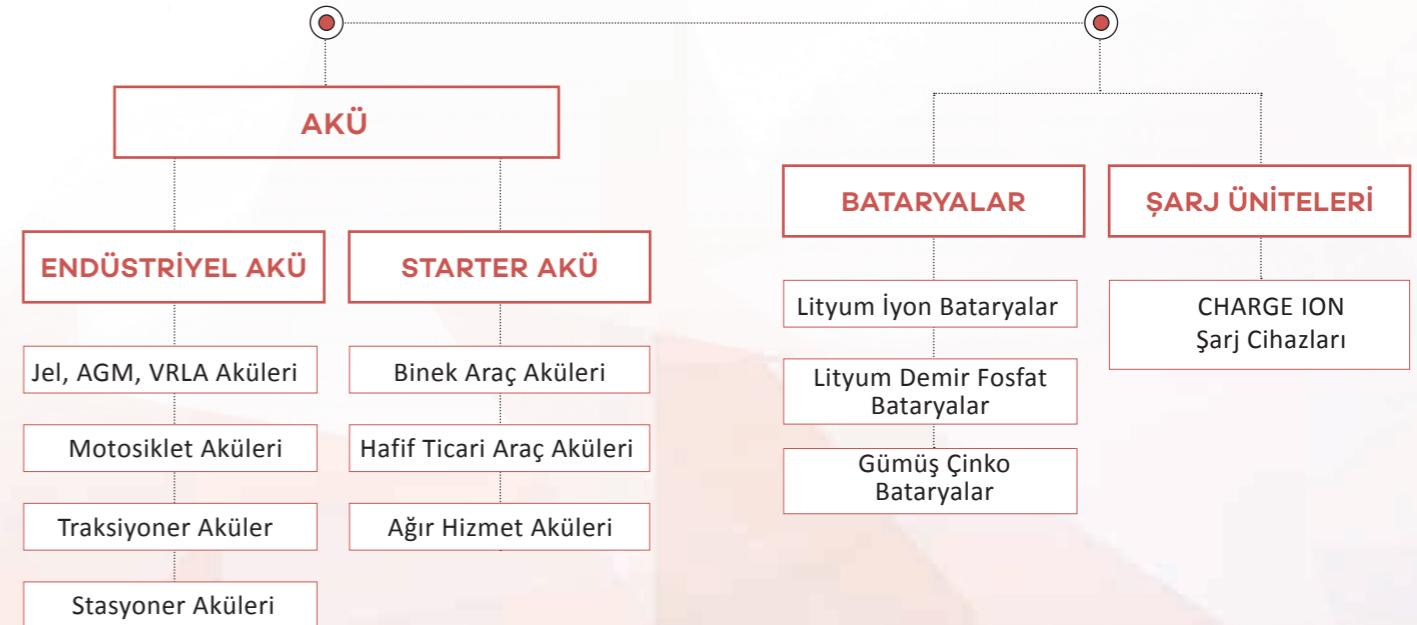 AKÜ
ENDÜSTRİYEL AKÜ
Jel, AGM, VRLA Aküleri
Motosiklet Aküleri
Traksiyoner Aküler
Stasyoner Aküleri
STARTER AKÜ
Binek Araç Aküleri
Hafif Ticari Araç Aküleri
Ağır Hizmet Aküleri
BATARYALAR
Lityum İyon Bataryalar
Lityum Demir Fosfat
Bataryalar
Gümüş Çinko
Bataryalar
ŞARJ ÜNİTELERİ
CHARGE ION
Şarj Cihazları